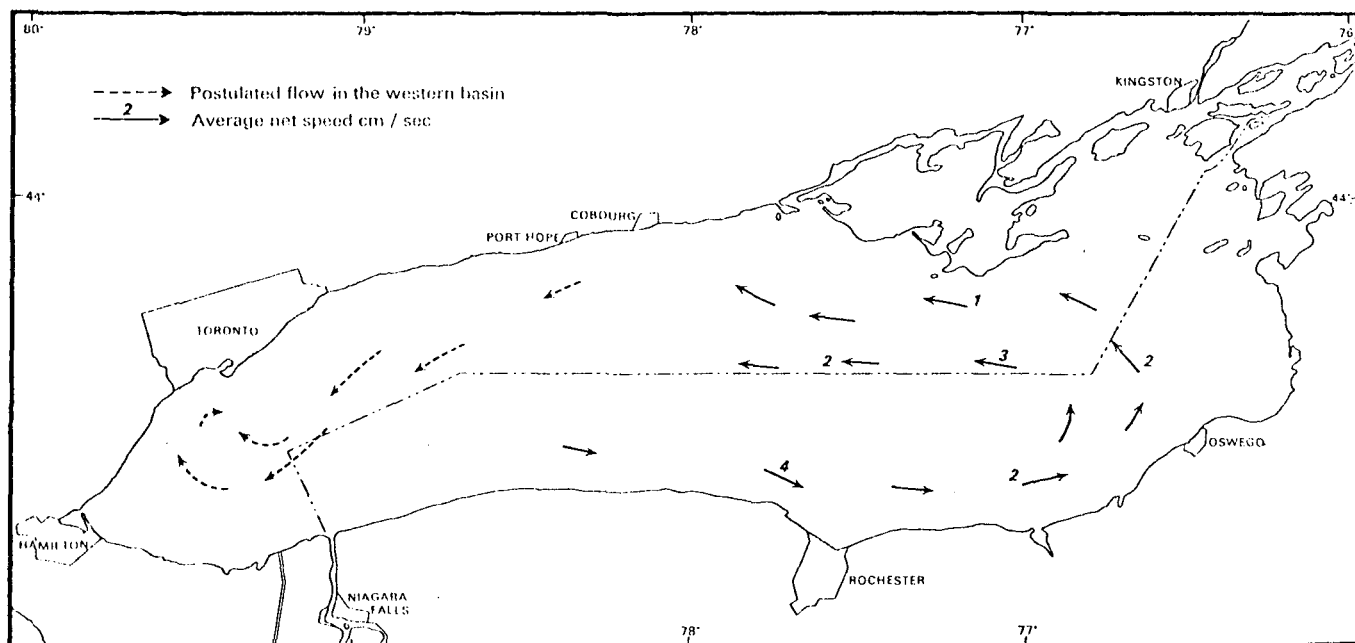 80° 79° 78° 77° 76
KINGSTON
Postulated flow in the western basin
2
Average net speed cm / sec
44° 44°
COBOURG
PORT HOPE
1
TORONTO
2 3 2
OSWEGO
4 2
HAMILTON
ROCHESTER
NIAGARA
FALLS
78° 77°